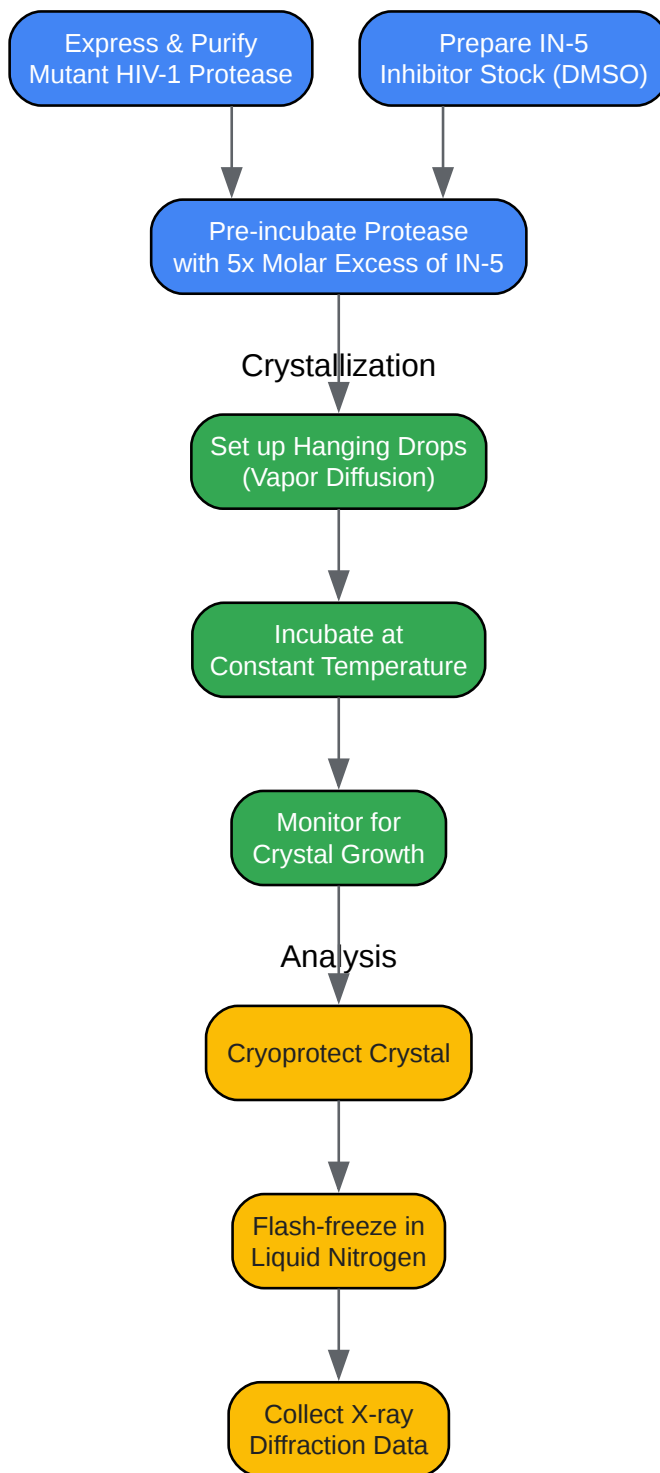 Express & Purify
Mutant HIV-1 Protease
Prepare IN-5
Inhibitor Stock (DMSO)
Pre-incubate Protease
with 5x Molar Excess of IN-5
Crystallization
Set up Hanging Drops
(Vapor Diffusion)
Incubate at
Constant Temperature
Monitor for
Crystal Growth
Analysis
Cryoprotect Crystal
Flash-freeze in
Liquid Nitrogen
Collect X-ray
Diffraction Data